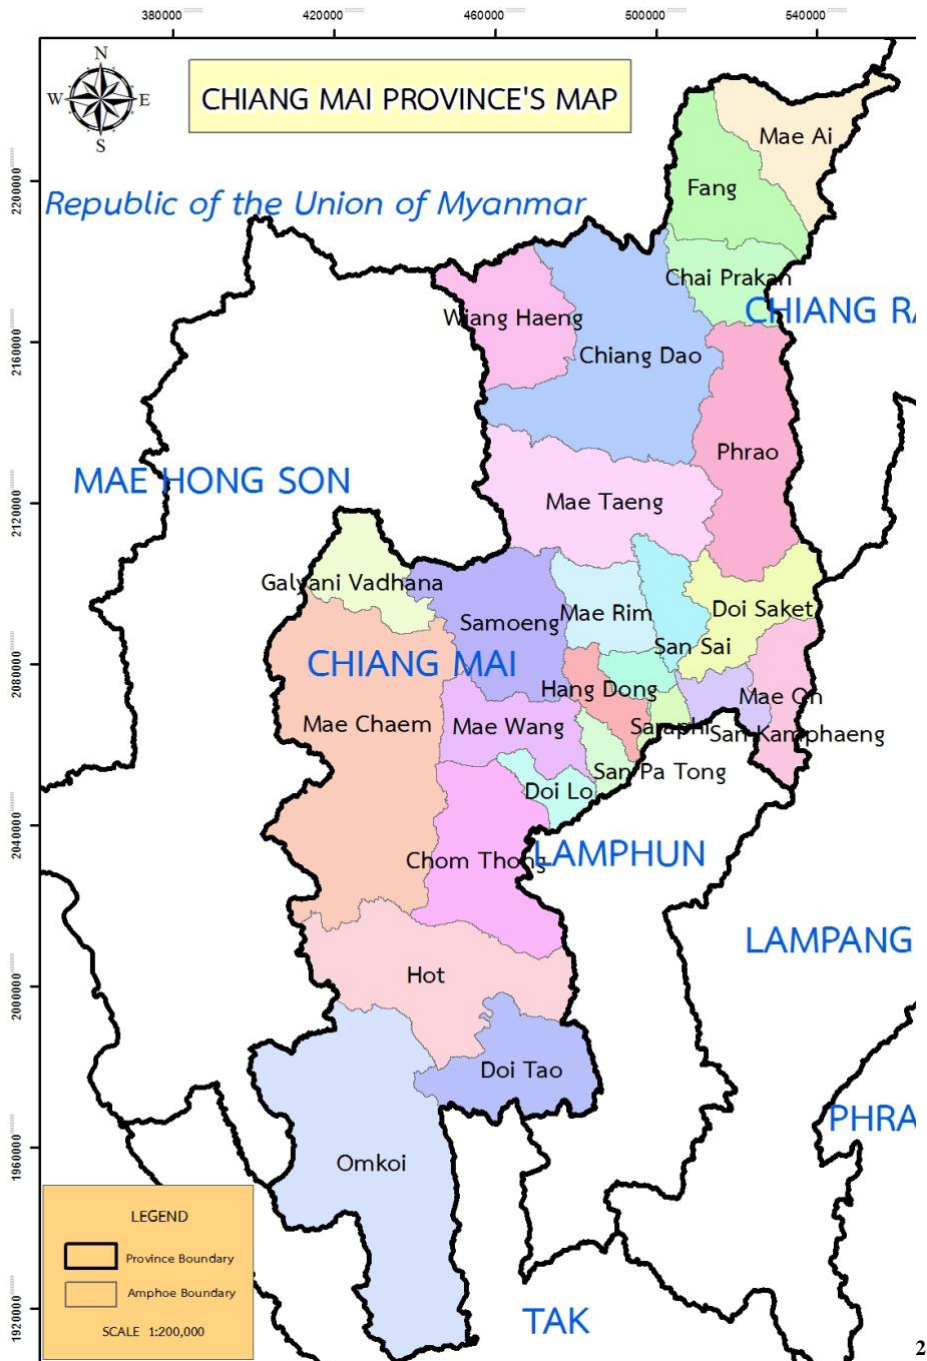 380000 420000 460000 500000 540000
N
W E
S
CHIANG MAI PROVINCE'S MAP
Mae Ai
Fang
2200000
Republic of the Union of Myanmar
Chai Prakan
CHIANG RA
Wiang Haeng
2160000
Chiang Dao
Phrao
MAE HONG SON
Mae Taeng
2120000
Galyani Vadhana
Doi Saket
Mae Rim
Samoeng
San Sai
2080000
CHIANG MAI
Hang Dong
Mae On
Mae Chaem
Mae Wang
Saraphi
San Kamphaeng
San Pa Tong
Doi Lo
2040000
LAMPHUN
Chom Thong
LAMPANG
Hot
2000000
Doi Tao
PHRA
1960000
Omkoi
LEGEND
Province Boundary
Amphoe Boundary
1920000
TAK
SCALE 1:200,000
2